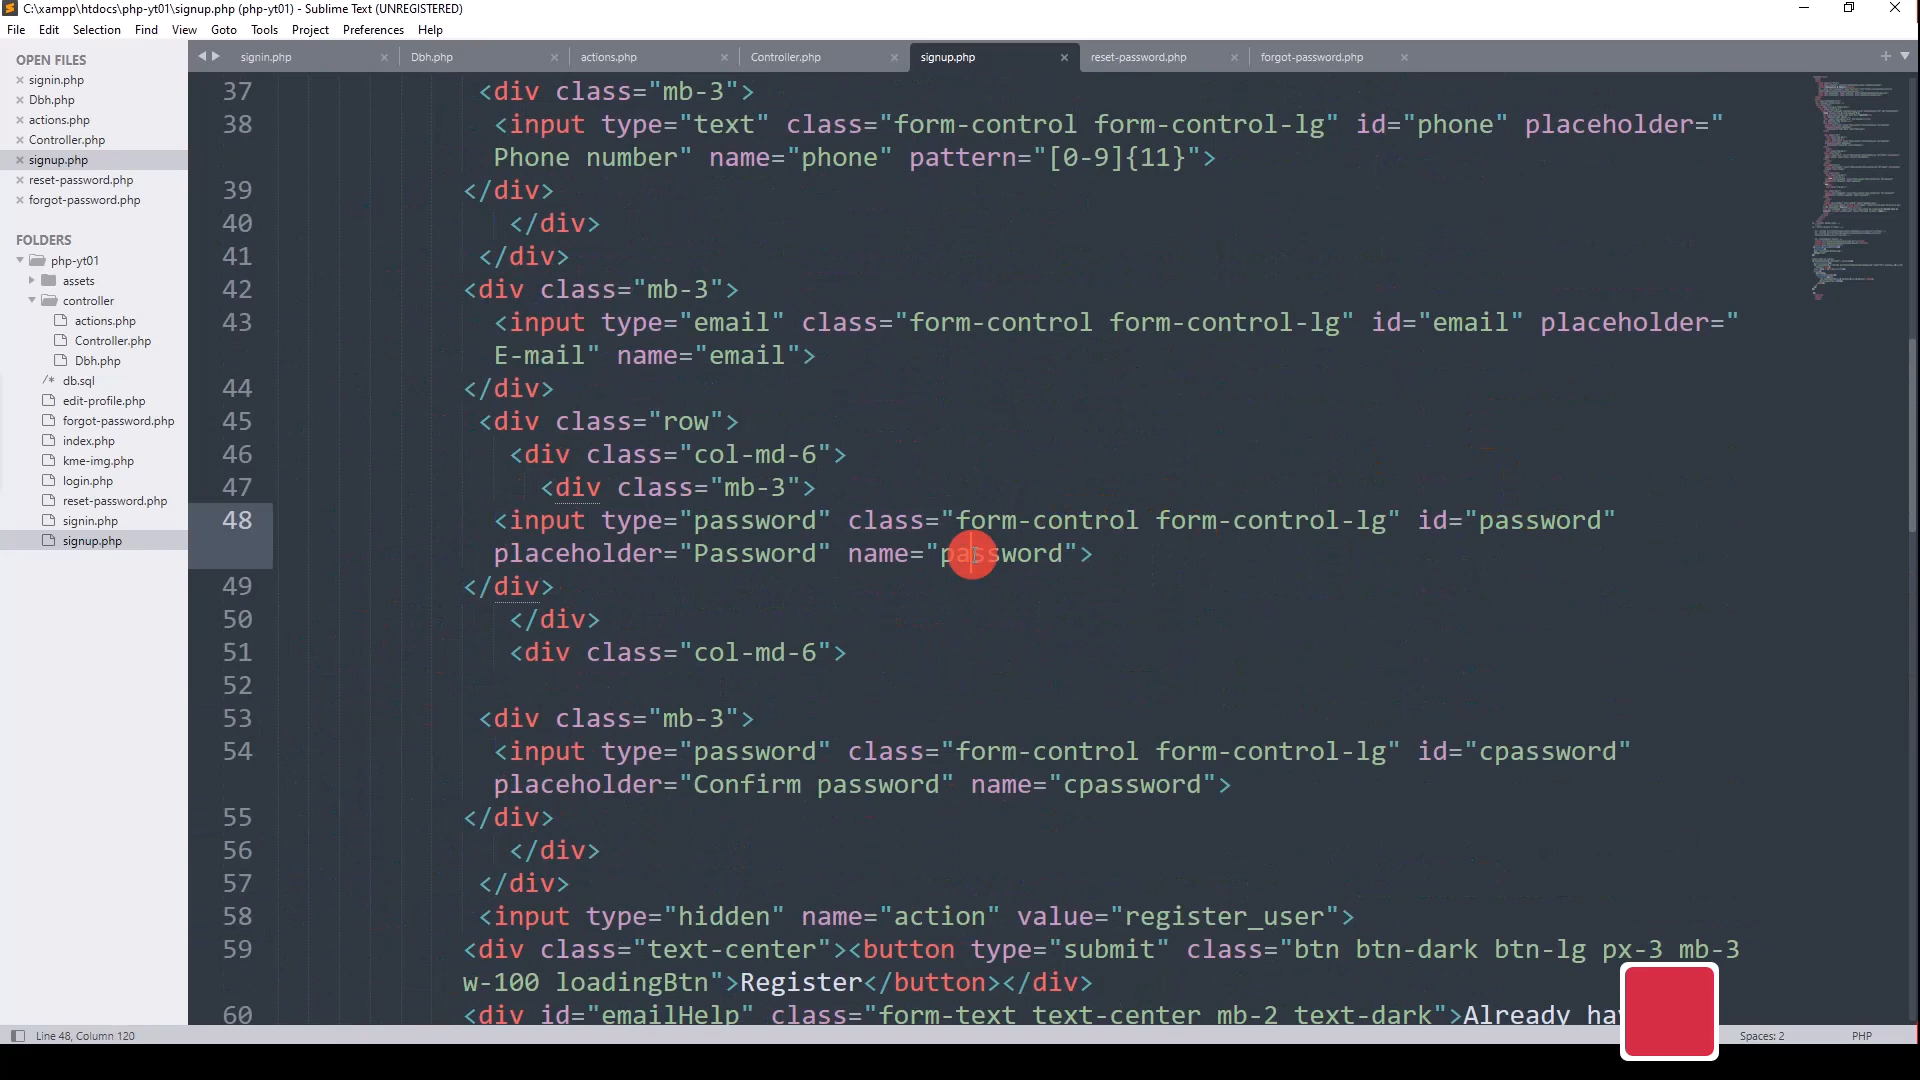 C:\xampp\htdocs\php-yt01\signup.php (php-yt01) - Sublime Text (UNREGISTERED)
File Edit Selection Find View Goto Tools Project Preferences Help
OPEN FILES
signin.php
Dbh.php
actions.php
Controller.php
signup.php
reset-password.php
forgot-password.php
FOLDERS
php-yt01
assets
controller
actions.php
Controller.php
Dbh.php
/* db.sql
edit-profile.php
forgot-password.php
index.php
kme-img.php
login.php
reset-password.php
signin.php
signup.php
signin.php Dbh.php actions.php Controller.php signup.php reset-password.php forgot-password.php
37 <div class="mb-3">
38 <input type="text" class="form-control form-control-lg" id="phone" placeholder="
Phone number" name="phone" pattern="[0-9]{11}">
39 </div>
40 </div>
41 </div>
42 <div class="mb-3">
43 <input type="email" class="form-control form-control-lg" id="email" placeholder="
E-mail" name="email">
44 </div>
45 <div class="row">
46 <div class="col-md-6">
47 <div class="mb-3">
48 <input type="password" class="form-control form-control-lg" id="password"
placeholder="Password" name="password">
49 </div>
50 </div>
51 <div class="col-md-6">
52
53 <div class="mb-3">
54 <input type="password" class="form-control form-control-lg" id="cpassword"
placeholder="Confirm password" name="cpassword">
55 </div>
56 </div>
57 </div>
58 <input type="hidden" name="action" value="register_user">
59 <div class="text-center"><button type="submit" class="btn btn-dark btn-lg px-3 mb-3
w-100 loadingBtn">Register</button></div>
60 <div id="emailHelp" class="form-text text-center mb-2 text-dark">Already ha
Line 48, Column 120 Spaces: 2 PHP